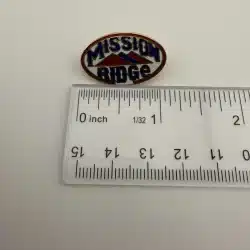 MiSSiON
RiDGe
0 inch 1/32 1 2
15 14 13 12 11 10